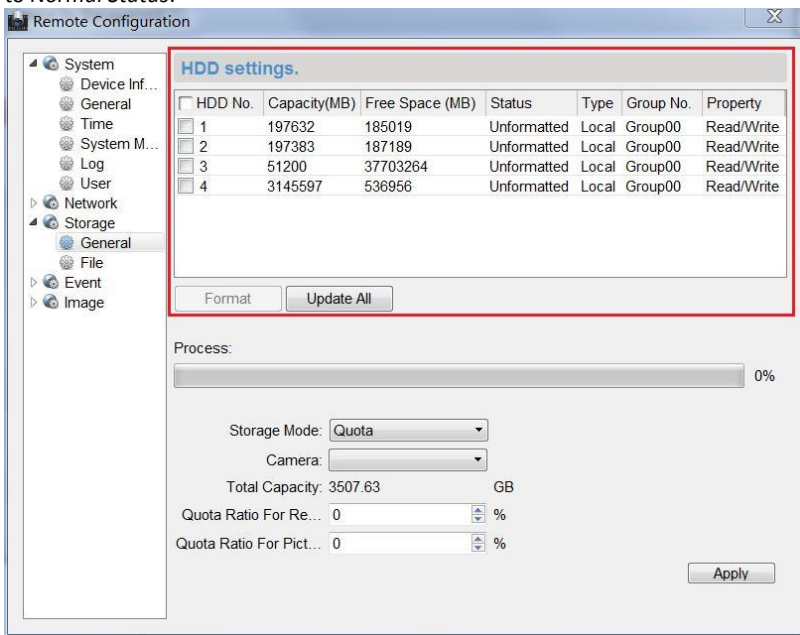 to Normal Status.
Remote Configuration
System
Device Inf...
General
Time
System M...
Log
User
Network
Storage
General
File
Event
Image
HDD settings.
HDD No. Capacity(MB) Free Space (MB) Status Type Group No. Property
1 197632 185019 Unformatted Local Group00 Read/Write
2 197383 187189 Unformatted Local Group00 Read/Write
3 51200 37703264 Unformatted Local Group00 Read/Write
4 3145597 536956 Unformatted Local Group00 Read/Write
Format Update All
Process:
0%
Storage Mode: Quota
Camera:
Total Capacity: 3507.63 GB
Quota Ratio For Re... 0 %
Quota Ratio For Pict... 0 %
Apply